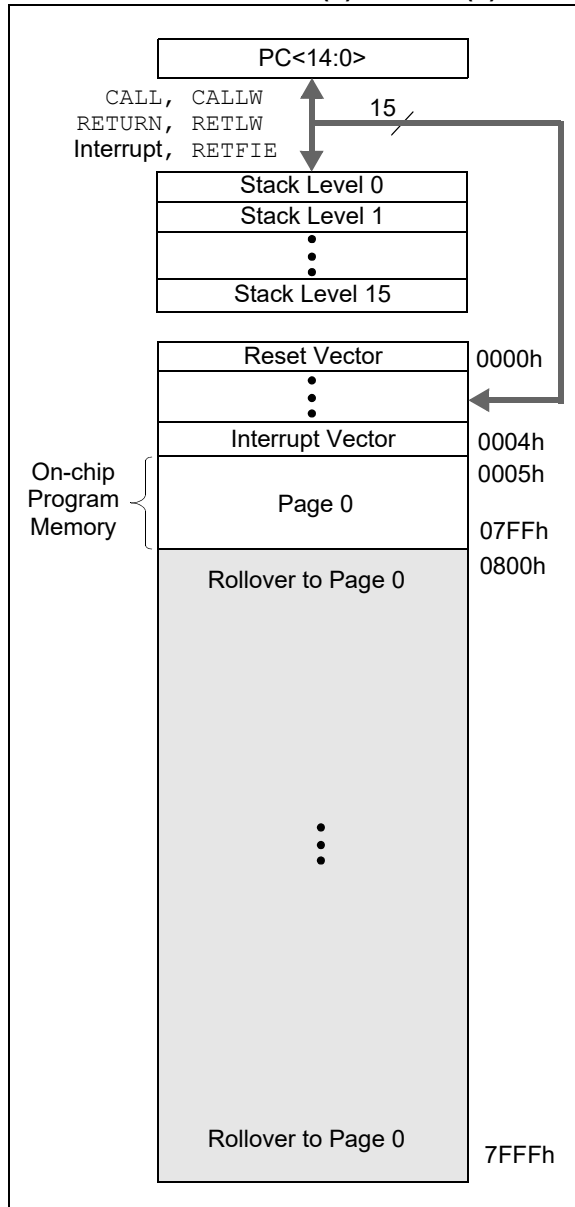 PC<14:0>
CALL, CALLW
RETURN, RETLW
Interrupt, RETFIE
15
Stack Level 0
Stack Level 1
Stack Level 15
Reset Vector
0000h
Interrupt Vector
0004h
On-chip
Program
Memory
Page 0
0005h
07FFh
Rollover to Page 0
0800h
Rollover to Page 0
7FFFh